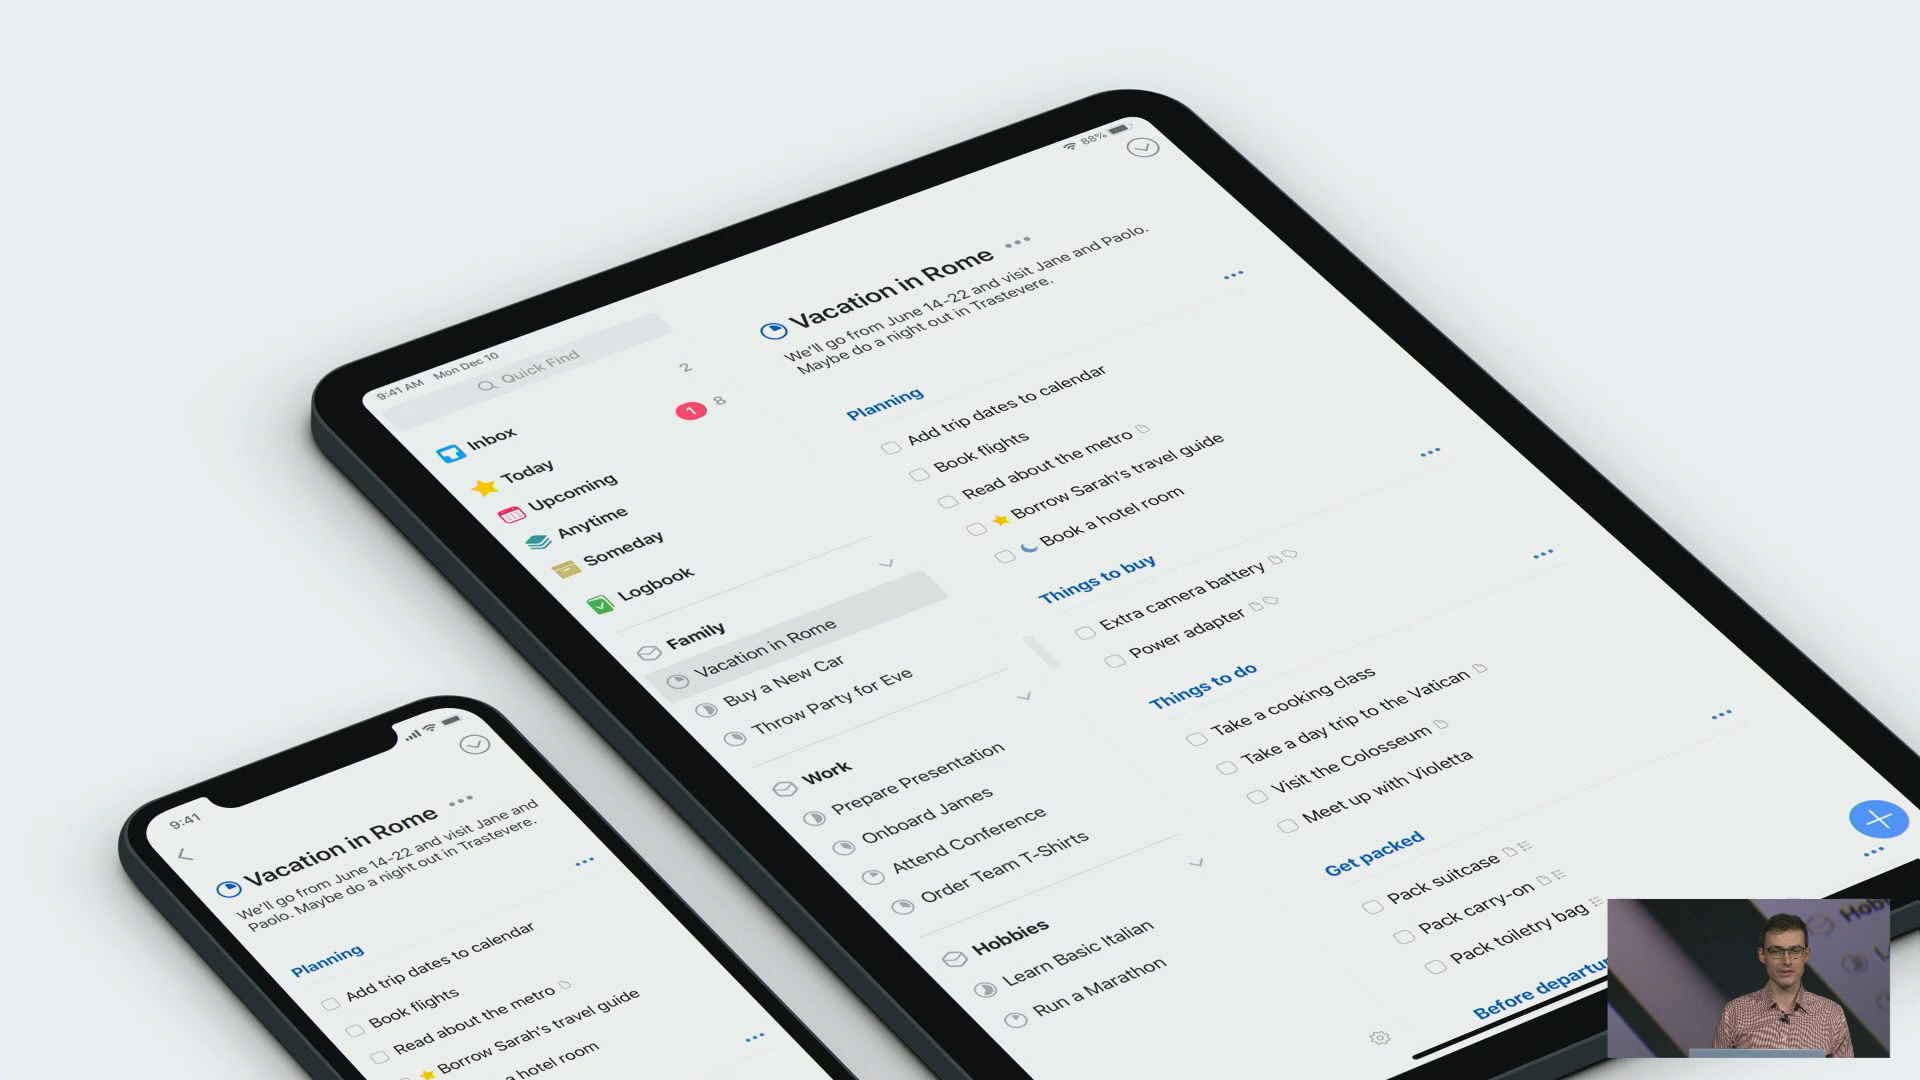 9:41 AM Mon Dec 10
88%
Quick Find
Inbox
2
Today
1 8
Upcoming
Anytime
Someday
Logbook
Family
Vacation in Rome
Buy a New Car
Throw Party for Eve
Work
Prepare Presentation
Onboard James
Attend Conference
Order Team T-Shirts
Hobbies
Learn Basic Italian
Run a Marathon
Vacation in Rome
We'll go from June 14-22 and visit Jane and Paolo.
Maybe do a night out in Trastevere.
Planning
Add trip dates to calendar
Book flights
Read about the metro
Borrow Sarah's travel guide
Book a hotel room
Things to buy
Extra camera battery
Power adapter
Things to do
Take a cooking class
Take a day trip to the Vatican
Visit the Colosseum
Meet up with Violetta
Get packed
Pack suitcase
Pack carry-on
Pack toiletry bag
Before departur
9:41
Vacation in Rome
We'll go from June 14-22 and visit Jane and
Paolo. Maybe do a night out in Trastevere.
Planning
Add trip dates to calendar
Book flights
Read about the metro
Borrow Sarah's travel guide
a hotel room